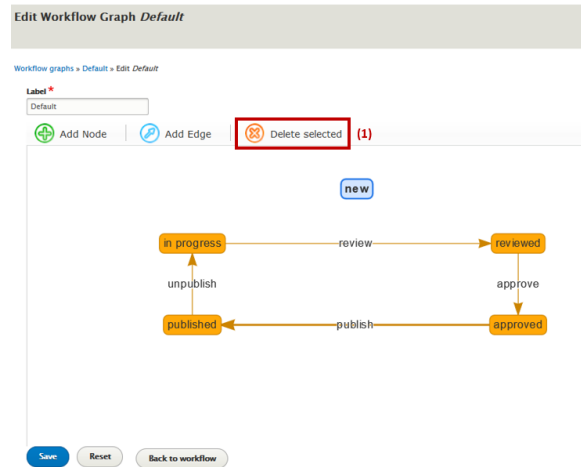 Edit Workflow Graph Default
Workflow graphs » Default » Edit Default
Label *
Default
Add Node Add Edge Delete selected (1)
new
in progress review reviewed
unpublish approve
published publish approved
Save Reset Back to workflow